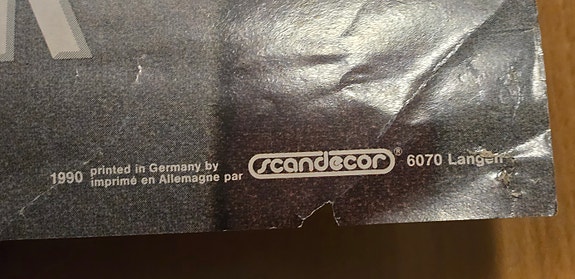 1990 printed in Germany by
imprimé en Allemagne par
scandecor® 6070 Langen